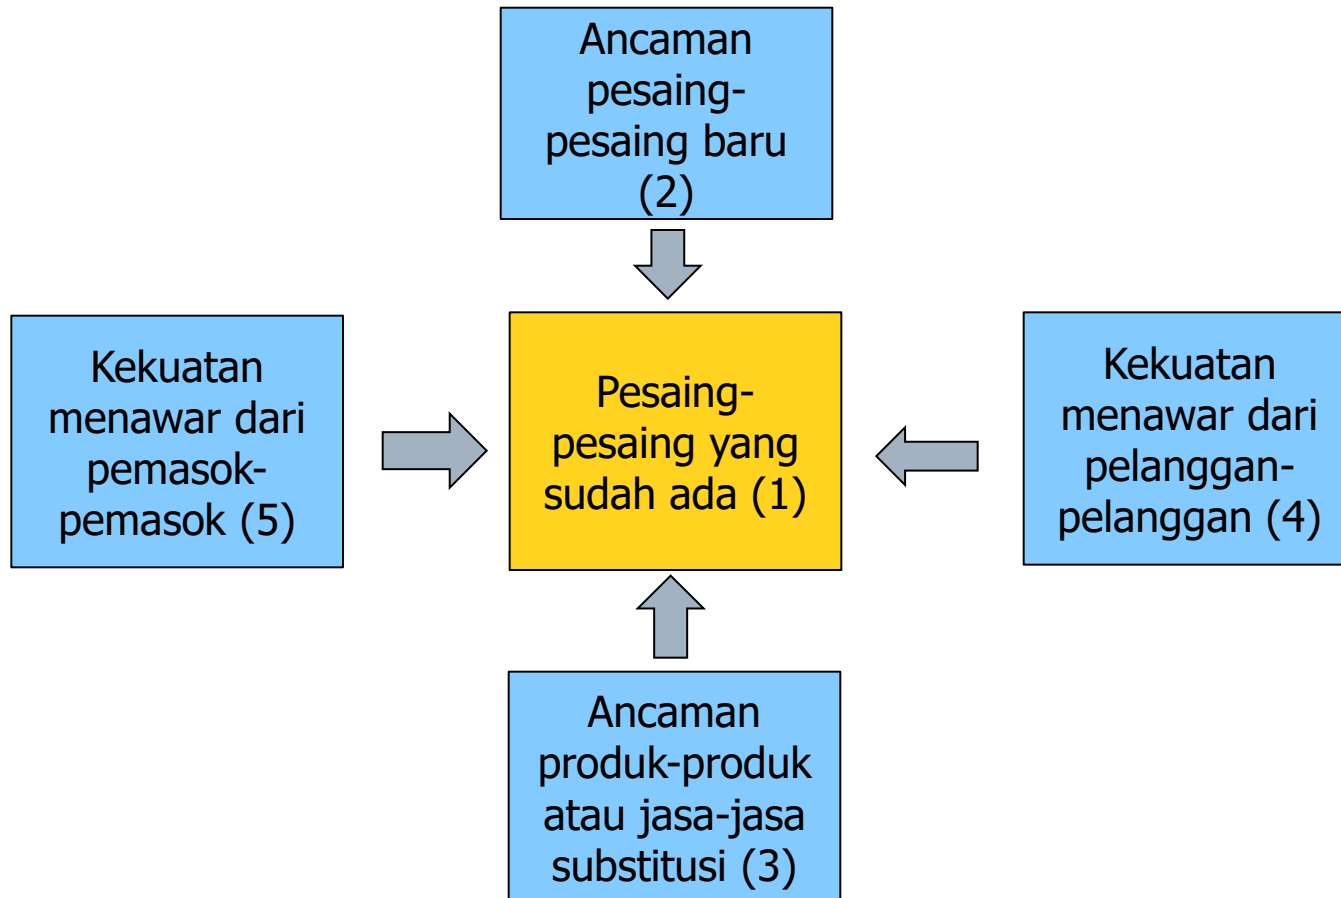 Ancaman
pesaing-
pesaing baru
(2)
Kekuatan
menawar dari
pemasok-
pemasok (5)
Pesaing-
pesaing yang
sudah ada (1)
Kekuatan
menawar dari
pelanggan-
pelanggan (4)
Ancaman
produk-produk
atau jasa-jasa
substitusi (3)